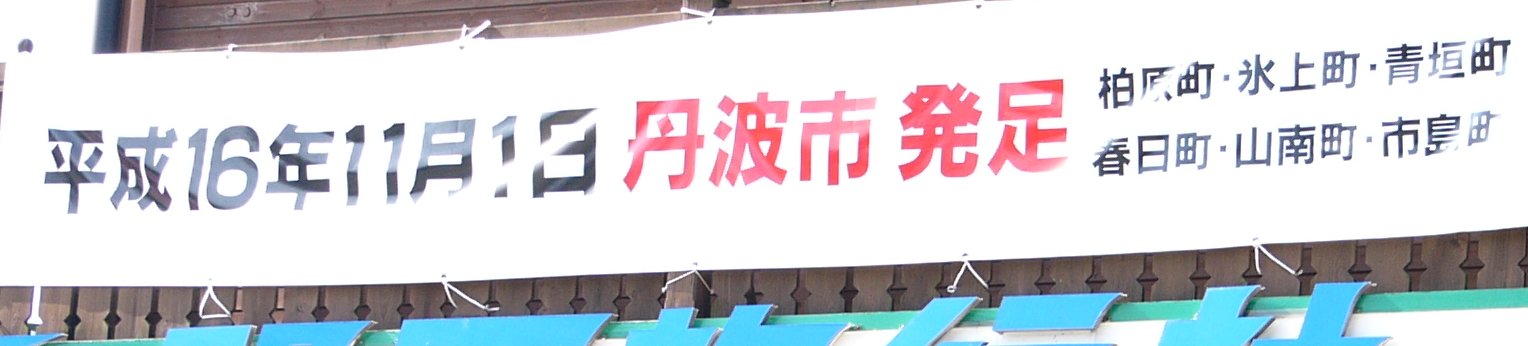 平成16年11月1日 丹波市 発足
柏原町・氷上町・青垣町
春日町・山南町・市島町